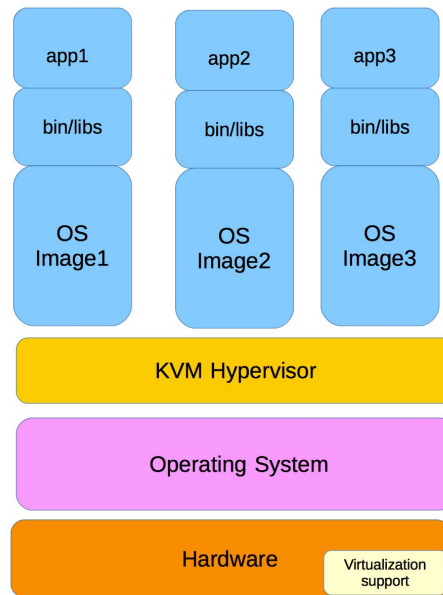 app1
app2
app3
bin/libs
bin/libs
bin/libs
OS
Image1
OS
Image2
OS
Image3
KVM Hypervisor
Operating System
Hardware
Virtualization
support